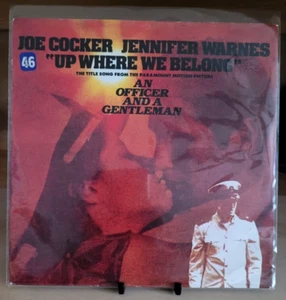 JOE COCKER JENNIFER WARNES
46
"UP WHERE WE BELONG"
THE TITLE SONG FROM THE PARAMOUNT MOTION PICTURE
AN
OFFICER
AND A
GENTLEMAN